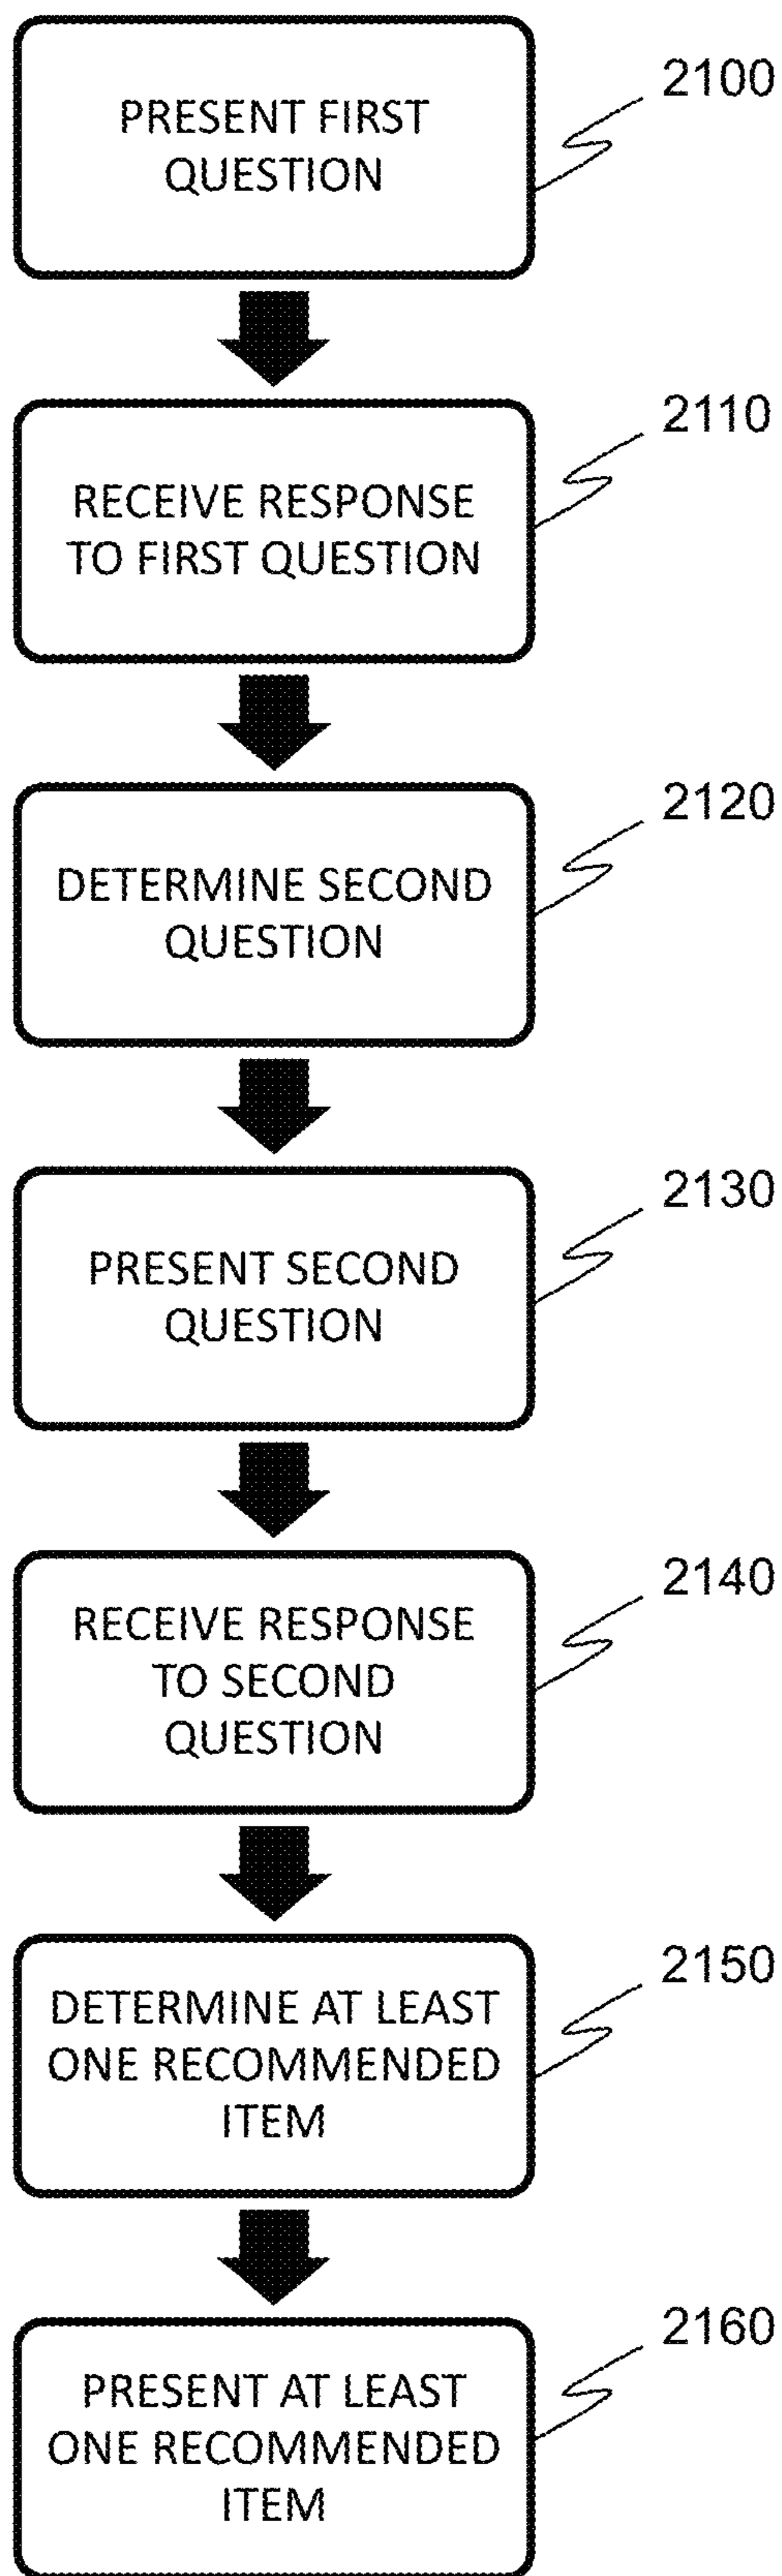 PRESENT FIRST
QUESTION
2100
RECEIVE RESPONSE
TO FIRST QUESTION
2110
DETERMINE SECOND
QUESTION
2120
PRESENT SECOND
QUESTION
2130
RECEIVE RESPONSE
TO SECOND
QUESTION
2140
DETERMINE AT LEAST
ONE RECOMMENDED
ITEM
2150
PRESENT AT LEAST
ONE RECOMMENDED
ITEM
2160